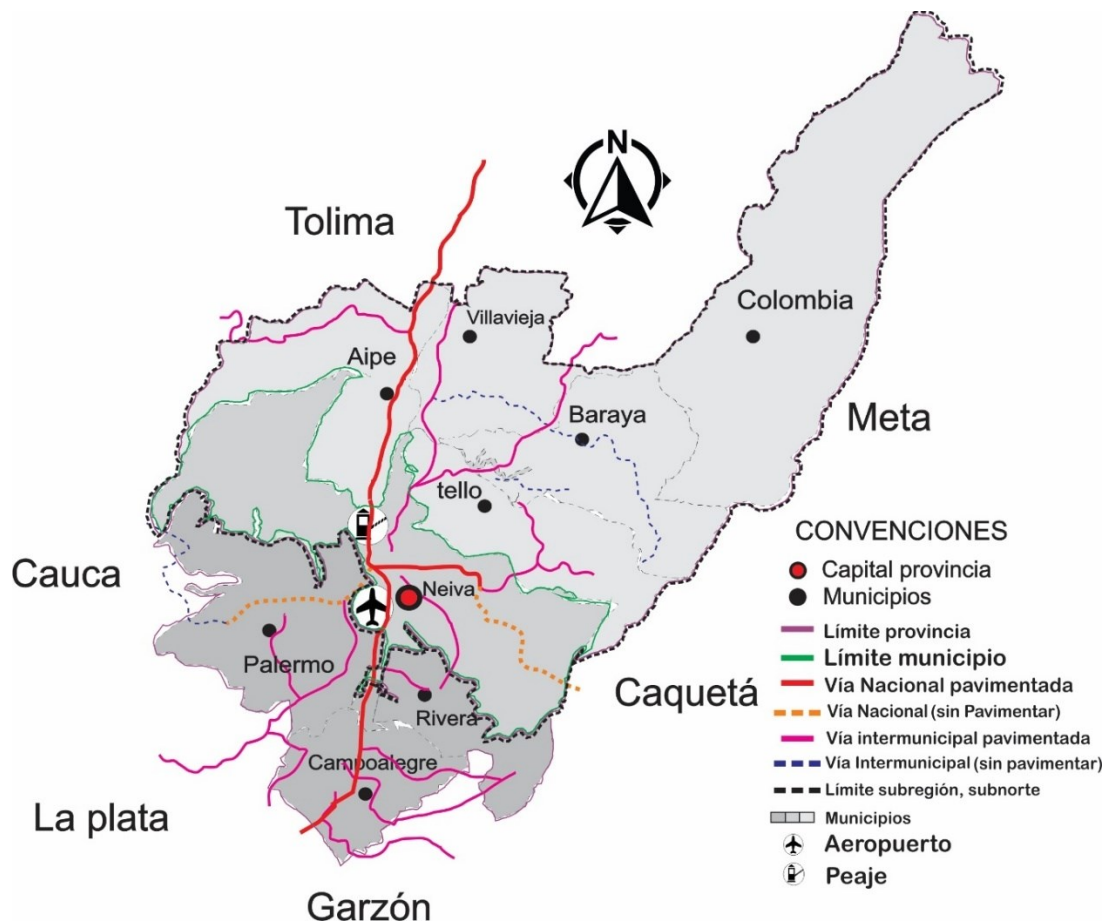 N
Tolima
Colombia
Villavieja
Aipe
Baraya
Meta
tello
Cauca
Neiva
Palermo
Caquetá
Rivera
Campoalegre
La plata
Garzón
CONVENCIONES
Capital provincia
Municipios
Límite provincia
Límite municipio
Vía Nacional pavimentada
Vía Nacional (sin Pavimentar)
Vía intermunicipal pavimentada
Vía Intermunicipal (sin pavimentar)
Límite subregión, subnorte
Municipios
Aeropuerto
Peaje